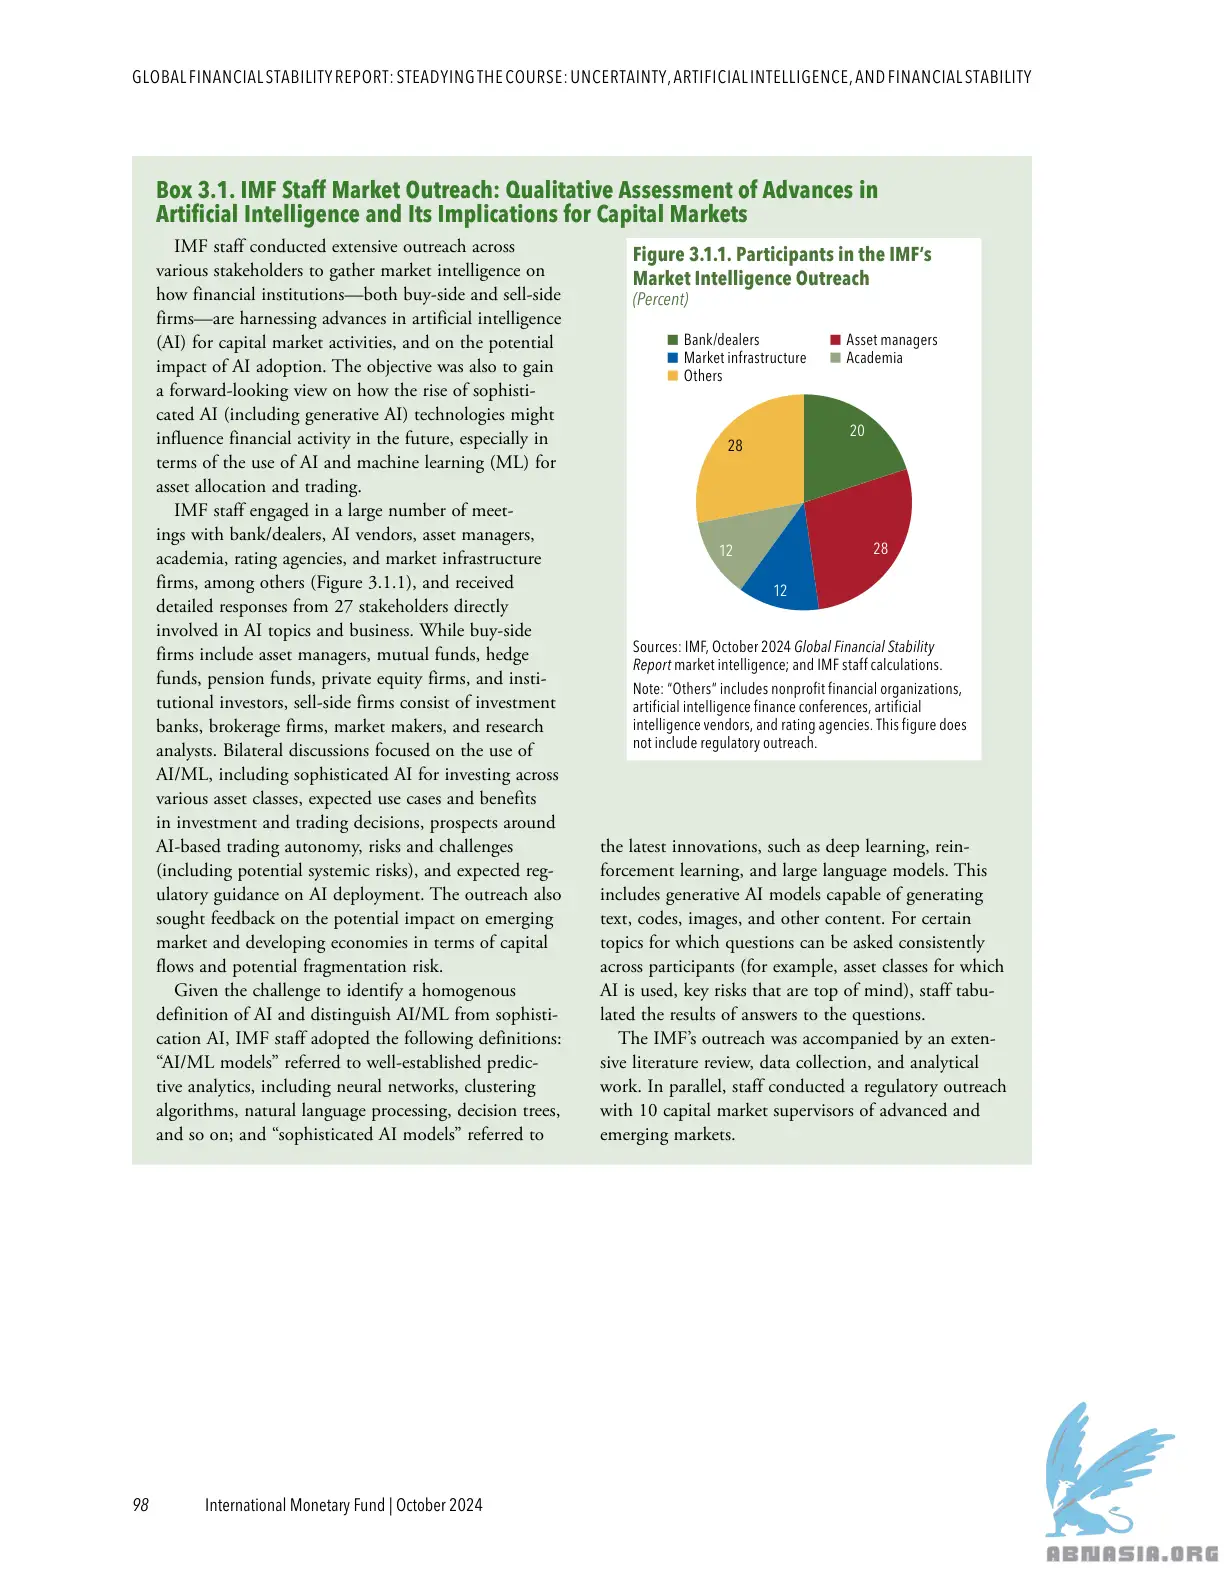 GLOBAL FINANCIAL STABILITY REPORT: STEADYING THE COURSE: UNCERTAINTY, ARTIFICIAL INTELLIGENCE, AND FINANCIAL STABILITY
Box 3.1. IMF Staff Market Outreach: Qualitative Assessment of Advances in
Artificial Intelligence and Its Implications for Capital Markets
IMF staff conducted extensive outreach across
various stakeholders to gather market intelligence on
how financial institutions—both buy-side and sell-side
firms—are harnessing advances in artificial intelligence
(AI) for capital market activities, and on the potential
impact of AI adoption. The objective was also to gain
a forward-looking view on how the rise of sophisti-
cated AI (including generative AI) technologies might
influence financial activity in the future, especially in
terms of the use of AI and machine learning (ML) for
asset allocation and trading.
IMF staff engaged in a large number of meet-
ings with bank/dealers, AI vendors, asset managers,
academia, rating agencies, and market infrastructure
firms, among others (Figure 3.1.1), and received
detailed responses from 27 stakeholders directly
involved in AI topics and business. While buy-side
firms include asset managers, mutual funds, hedge
funds, pension funds, private equity firms, and insti-
tutional investors, sell-side firms consist of investment
banks, brokerage firms, market makers, and research
analysts. Bilateral discussions focused on the use of
AI/ML, including sophisticated AI for investing across
various asset classes, expected use cases and benefits
in investment and trading decisions, prospects around
AI-based trading autonomy, risks and challenges
(including potential systemic risks), and expected reg-
ulatory guidance on AI deployment. The outreach also
sought feedback on the potential impact on emerging
market and developing economies in terms of capital
flows and potential fragmentation risk.
Given the challenge to identify a homogenous
definition of AI and distinguish AI/ML from sophisti-
cation AI, IMF staff adopted the following definitions:
“AI/ML models” referred to well-established predic-
tive analytics, including neural networks, clustering
algorithms, natural language processing, decision trees,
and so on; and “sophisticated AI models” referred to
Figure 3.1.1. Participants in the IMF’s
Market Intelligence Outreach
(Percent)
Bank/dealers
Asset managers
Market infrastructure
Academia
Others
20
28
12
12
28
Sources: IMF, October 2024 Global Financial Stability
Report market intelligence; and IMF staff calculations.
Note: “Others” includes nonprofit financial organizations,
artificial intelligence finance conferences, artificial
intelligence vendors, and rating agencies. This figure does
not include regulatory outreach.
the latest innovations, such as deep learning, rein-
forcement learning, and large language models. This
includes generative AI models capable of generating
text, codes, images, and other content. For certain
topics for which questions can be asked consistently
across participants (for example, asset classes for which
AI is used, key risks that are top of mind), staff tabu-
lated the results of answers to the questions.
The IMF’s outreach was accompanied by an exten-
sive literature review, data collection, and analytical
work. In parallel, staff conducted a regulatory outreach
with 10 capital market supervisors of advanced and
emerging markets.
98 International Monetary Fund | October 2024
ABNASIA.ORG